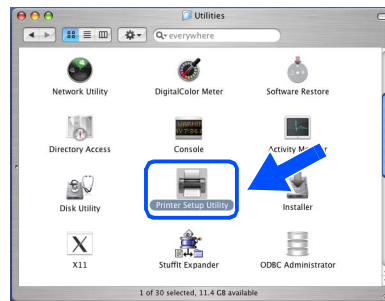 Utilities
everywhere
Network Utility
DigitalColor Meter
Software Restore
Directory Access
Console
Activity
Disk Utility
Printer Setup Utility
Installer
X11
StuffIt Expander
ODBC Administrator
1 of 30 selected, 11.4 GB available